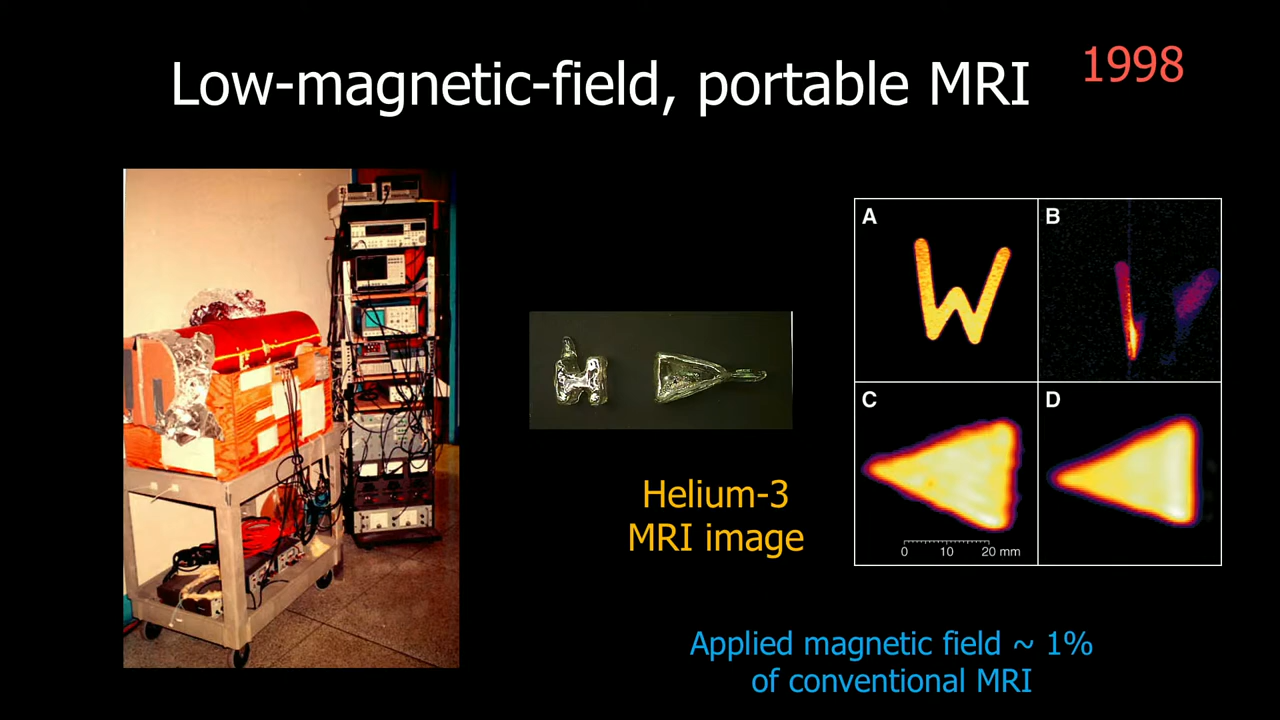 Low-magnetic-field, portable MRI
1998
A
B
C
D
0 10 20 mm
Helium-3
MRI image
Applied magnetic field ~ 1%
of conventional MRI